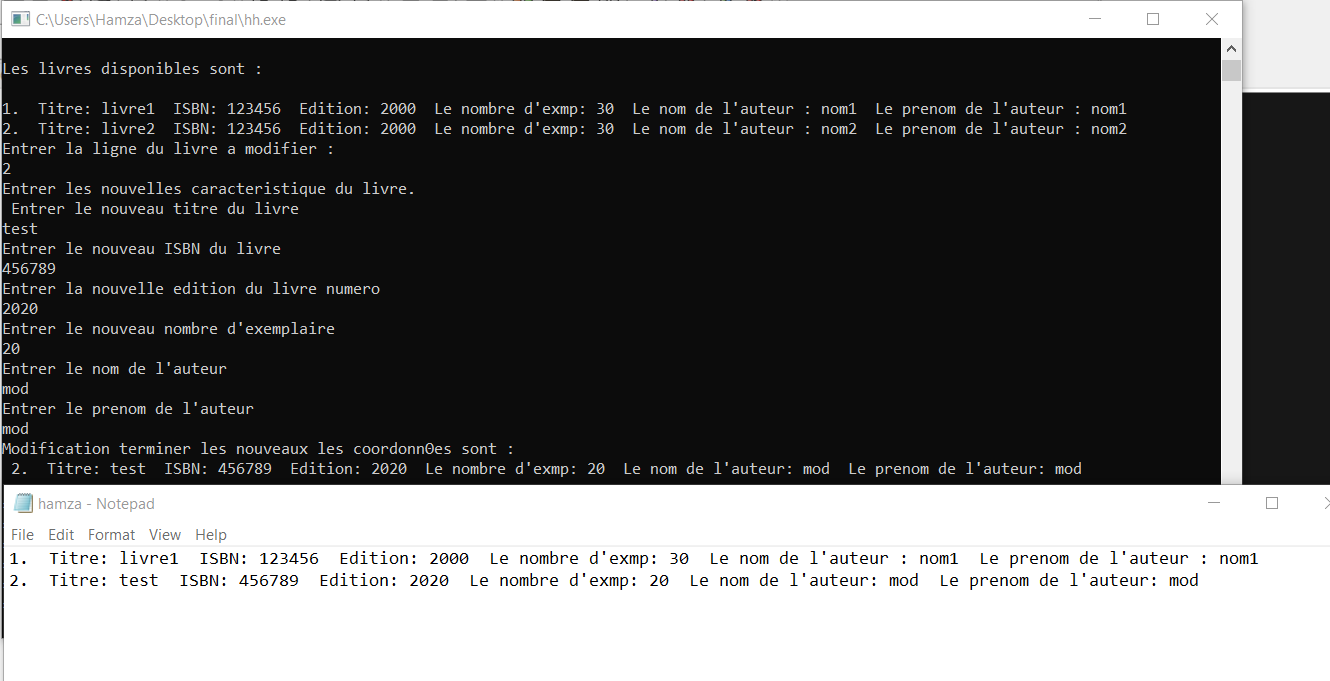 C:\Users\Hamza\Desktop\final\hh.exe
Les livres disponibles sont :
1.  Titre: livre1  ISBN: 123456  Edition: 2000  Le nombre d'exmp: 30  Le nom de l'auteur : nom1  Le prenom de l'auteur : nom1
2.  Titre: livre2  ISBN: 123456  Edition: 2000  Le nombre d'exmp: 30  Le nom de l'auteur : nom2  Le prenom de l'auteur : nom2
Entrer la ligne du livre a modifier :
2
Entrer les nouvelles caracteristique du livre.
Entrer le nouveau titre du livre
test
Entrer le nouveau ISBN du livre
456789
Entrer la nouvelle edition du livre numero
2020
Entrer le nouveau nombre d'exemplaire
20
Entrer le nom de l'auteur
mod
Entrer le prenom de l'auteur
mod
Modification terminer les nouveaux les coordonnΘes sont :
2.  Titre: test  ISBN: 456789  Edition: 2020  Le nombre d'exmp: 20  Le nom de l'auteur: mod  Le prenom de l'auteur: mod
hamza - Notepad
File  Edit  Format  View  Help
1.  Titre: livre1  ISBN: 123456  Edition: 2000  Le nombre d'exmp: 30  Le nom de l'auteur : nom1  Le prenom de l'auteur : nom1
2.  Titre: test  ISBN: 456789  Edition: 2020  Le nombre d'exmp: 20  Le nom de l'auteur: mod  Le prenom de l'auteur: mod